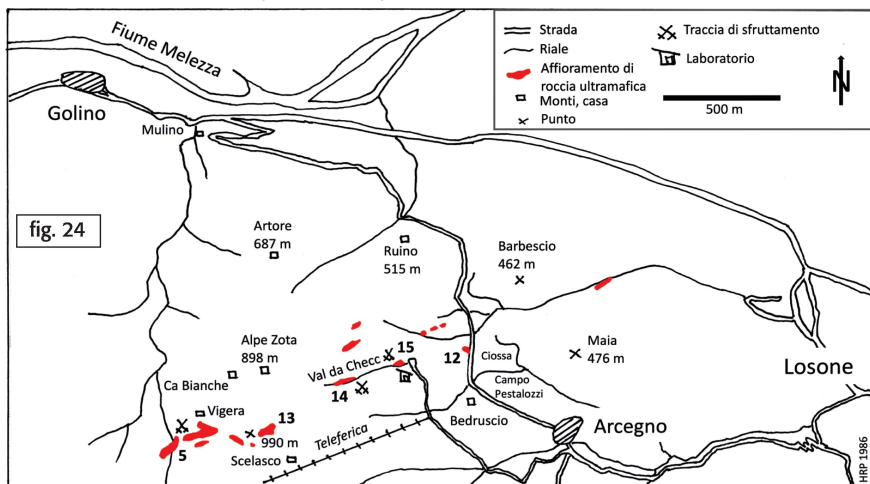 Fiume Melezza
Golino
Mulino
fig. 24
Artore
687 m
Ruino
515 m
Barbescio
462 m
Maia
476 m
Losone
Alpe Zota
898 m
Ca Bianche
Vigera
5
13
990 m
Scelasco
Val da Checc
14
15
12
Ciossa
Campo
Pestalozzi
Bedruscio
Arcegno
Teleferica
Strada
Riale
Affioramento di
roccia ultramafica
Monti, casa
Punto
Traccia di sfruttamento
Laboratorio
N
500 m
HRP 1986